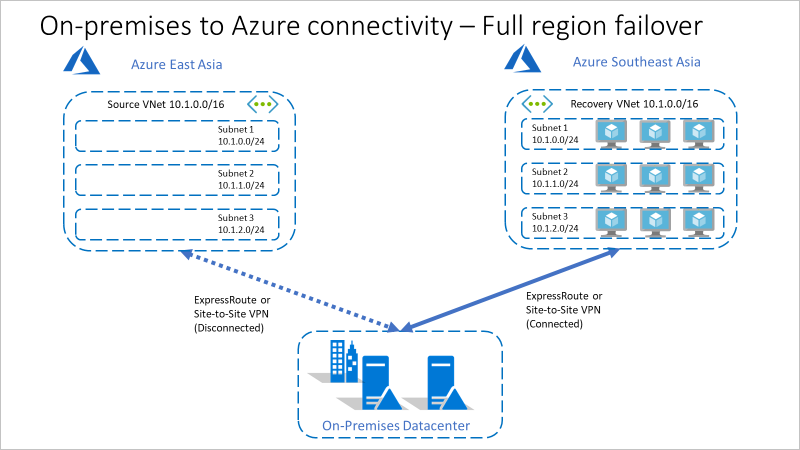 On-premises to Azure connectivity – Full region failover
Azure East Asia
Source VNet 10.1.0.0/16
Subnet 1
10.1.0.0/24
Subnet 2
10.1.1.0/24
Subnet 3
10.1.2.0/24
Azure Southeast Asia
Recovery VNet 10.1.0.0/16
Subnet 1
10.1.0.0/24
Subnet 2
10.1.1.0/24
Subnet 3
10.1.2.0/24
ExpressRoute or
Site-to-Site VPN
(Disconnected)
ExpressRoute or
Site-to-Site VPN
(Connected)
On-Premises Datacenter